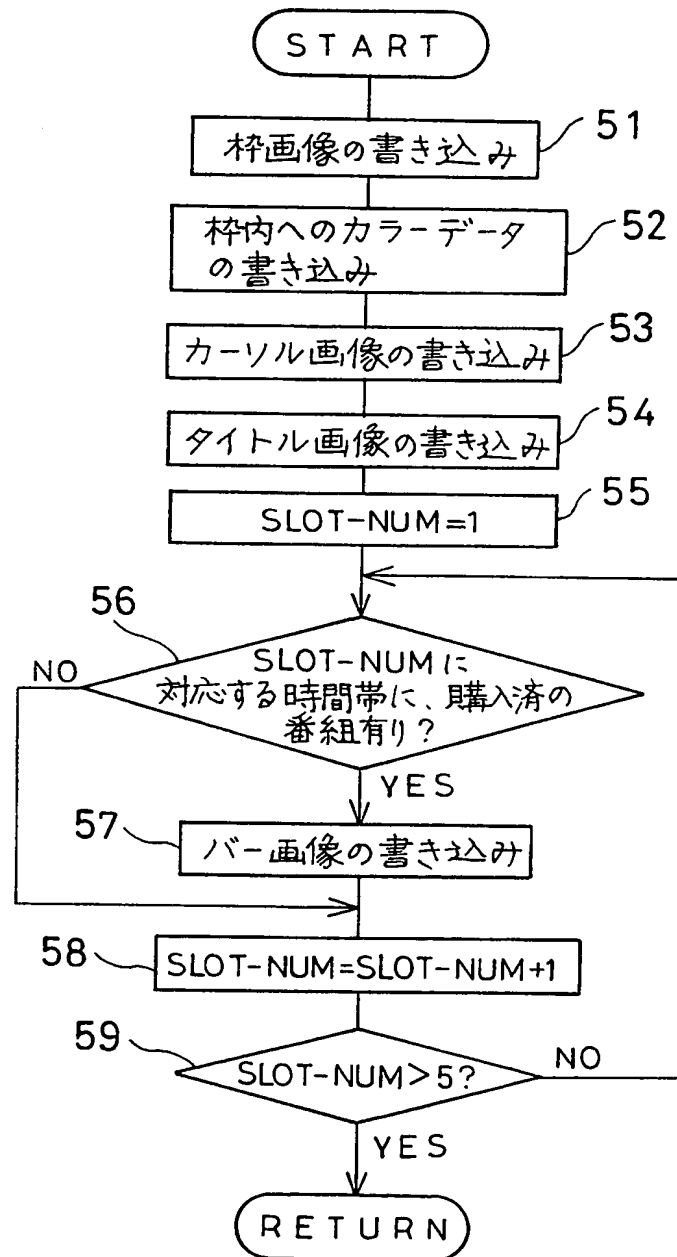 START
51
枠画像の書き込み
52
枠内へのカラーデータ
の書き込み
53
カーソル画像の書き込み
54
タイトル画像の書き込み
55
SLOT-NUM=1
56
NO
SLOT-NUMに
対応する時間帯に、購入済の
番組有り?
YES
57
バー画像の書き込み
58
SLOT-NUM=SLOT-NUM+1
59
SLOT-NUM>5?
NO
YES
RETURN